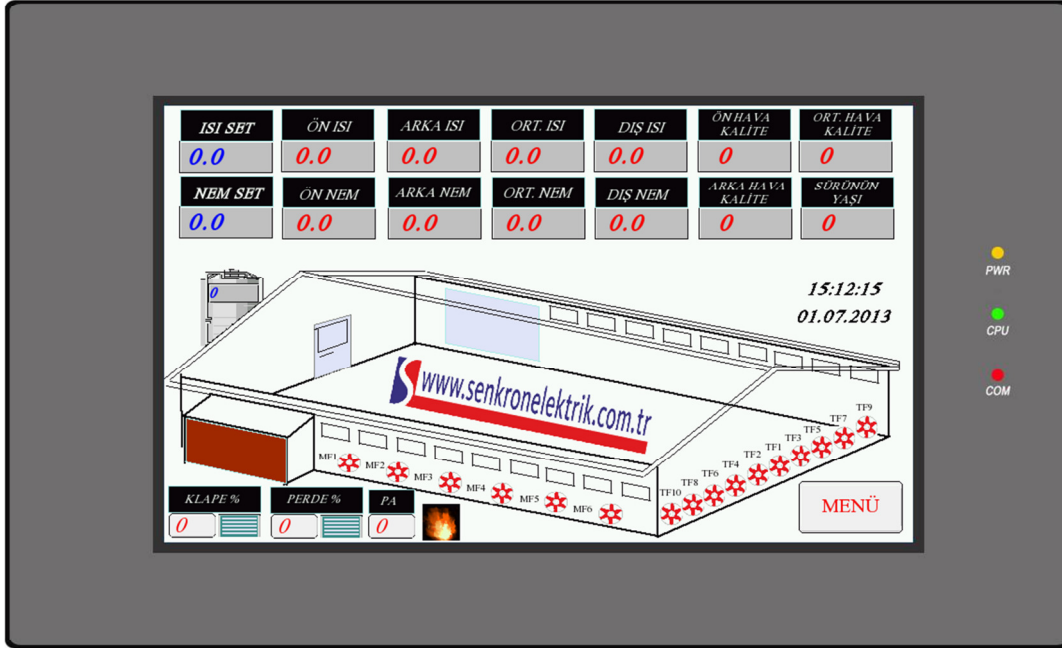 ISI SET
ÖN ISI
ARKA ISI
ORT. ISI
DIŞ ISI
ÖN HAVA
KALİTE
ORT. HAVA
KALİTE
0.0
0.0
0.0
0.0
0.0
0
0
NEM SET
ÖN NEM
ARKA NEM
ORT. NEM
DIŞ NEM
ARKA HAVA
KALİTE
SÜRÜNÜN
YAŞI
0.0
0.0
0.0
0.0
0.0
0
0
0
15:12:15
01.07.2013
PWR
CPU
COM
www.senkronelektrik.com.tr
TF9
TF7
TF5
TF3
TF1
TF2
TF4
TF6
TF8
TF10
MF1
MF2
MF3
MF4
MF5
MF6
KLAPE %
PERDE %
PA
0
0
0
MENÜ